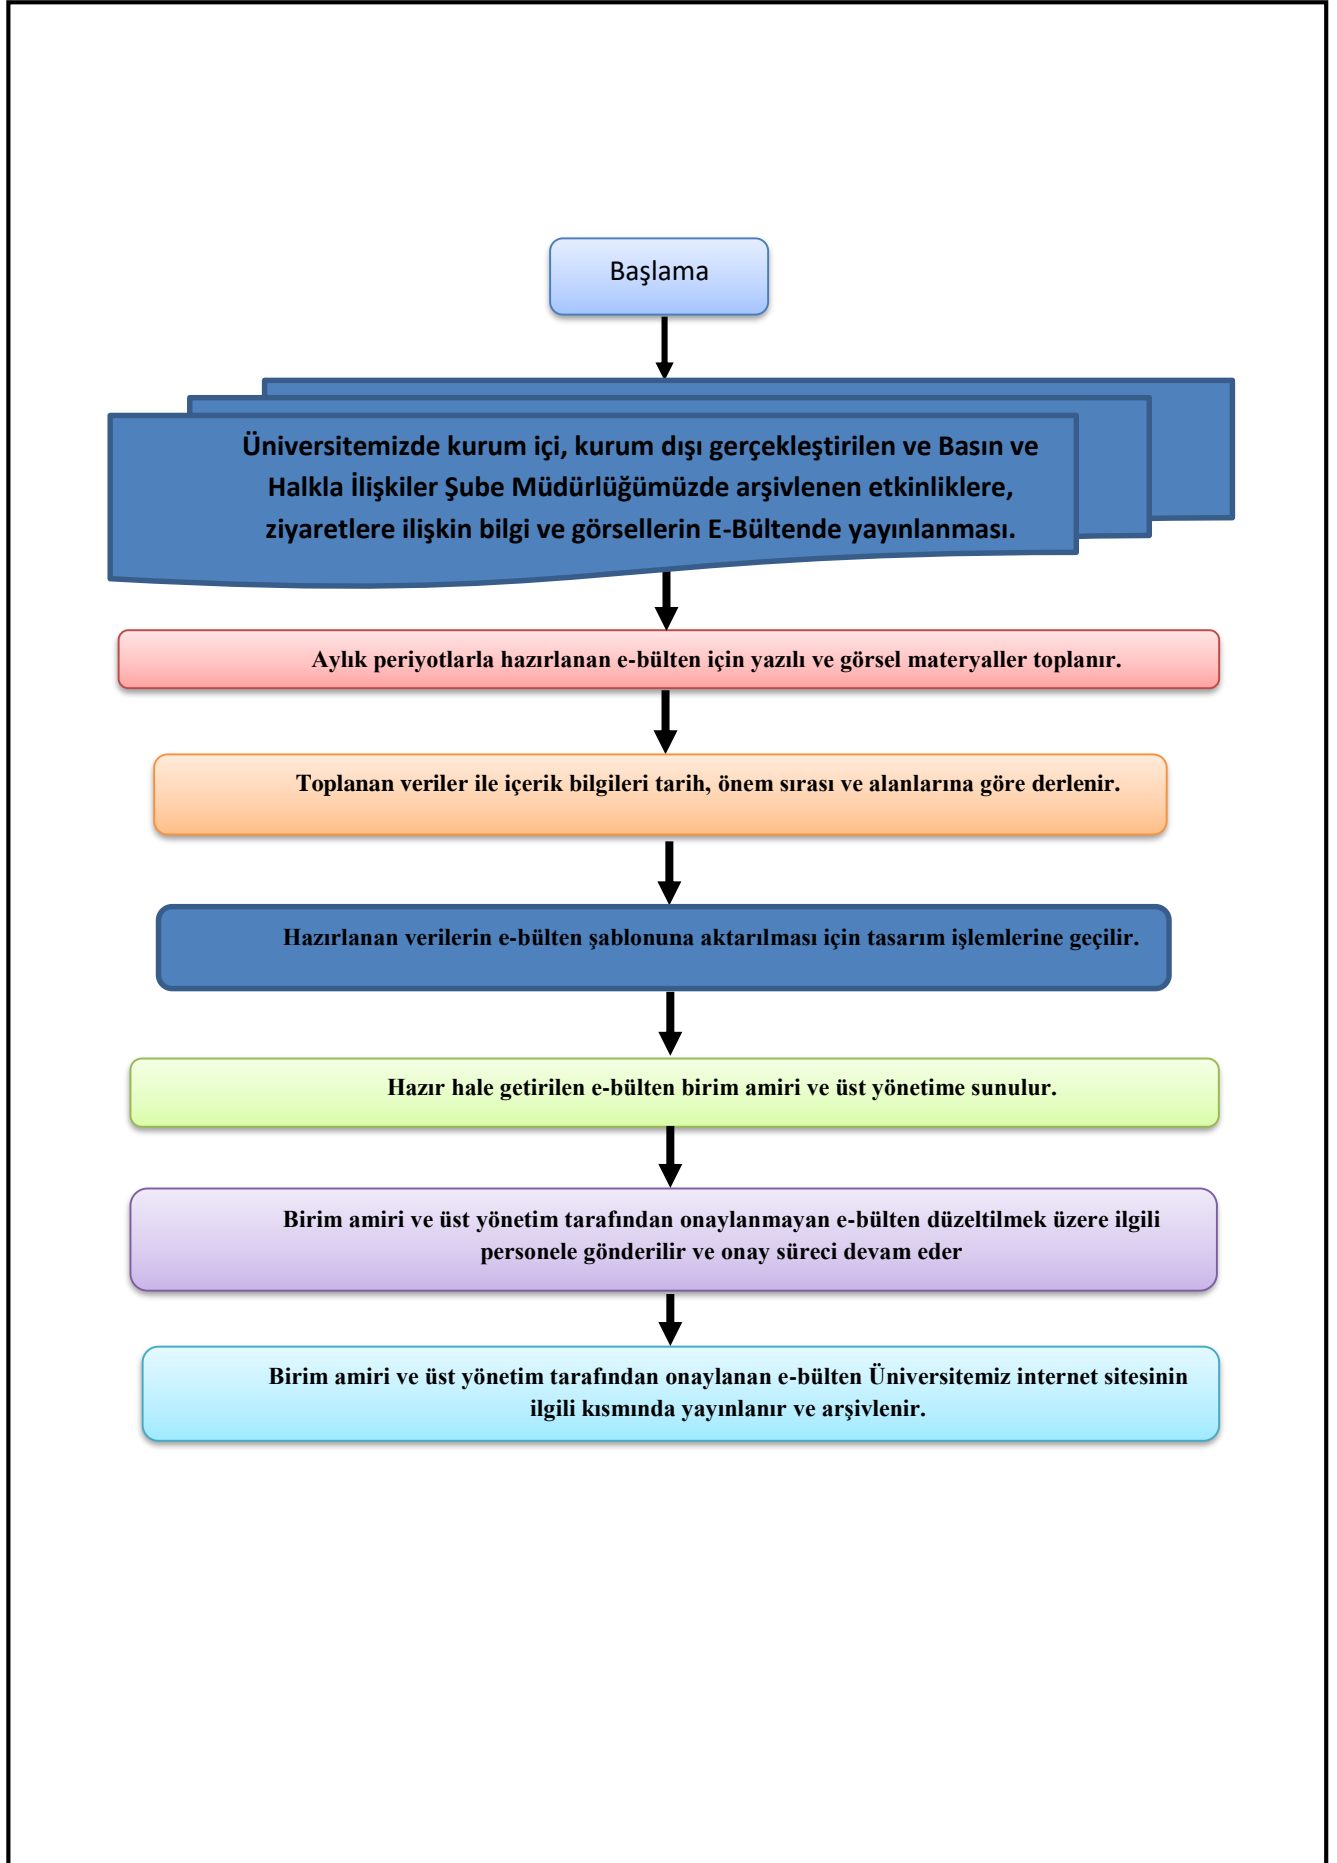 Başlama
Üniversitemizde kurum içi, kurum dışı gerçekleştirilen ve Basın ve
Halkla İlişkiler Şube Müdürlüğümüzde arşivlenen etkinliklere,
ziyaretlere ilişkin bilgi ve görsellerin E-Bültende yayınlanması.
Aylık periyotlarla hazırlanan e-bülten için yazılı ve görsel materyaller toplanır.
Toplanan veriler ile içerik bilgileri tarih, önem sırası ve alanlarına göre derlenir.
Hazırlanan verilerin e-bülten şablonuna aktarılması için tasarım işlemlerine geçilir.
Hazır hale getirilen e-bülten birim amiri ve üst yönetime sunulur.
Birim amiri ve üst yönetim tarafından onaylanmayan e-bülten düzeltilmek üzere ilgili
personele gönderilir ve onay süreci devam eder
Birim amiri ve üst yönetim tarafından onaylanan e-bülten Üniversitemiz internet sitesinin
ilgili kısmında yayınlanır ve arşivlenir.